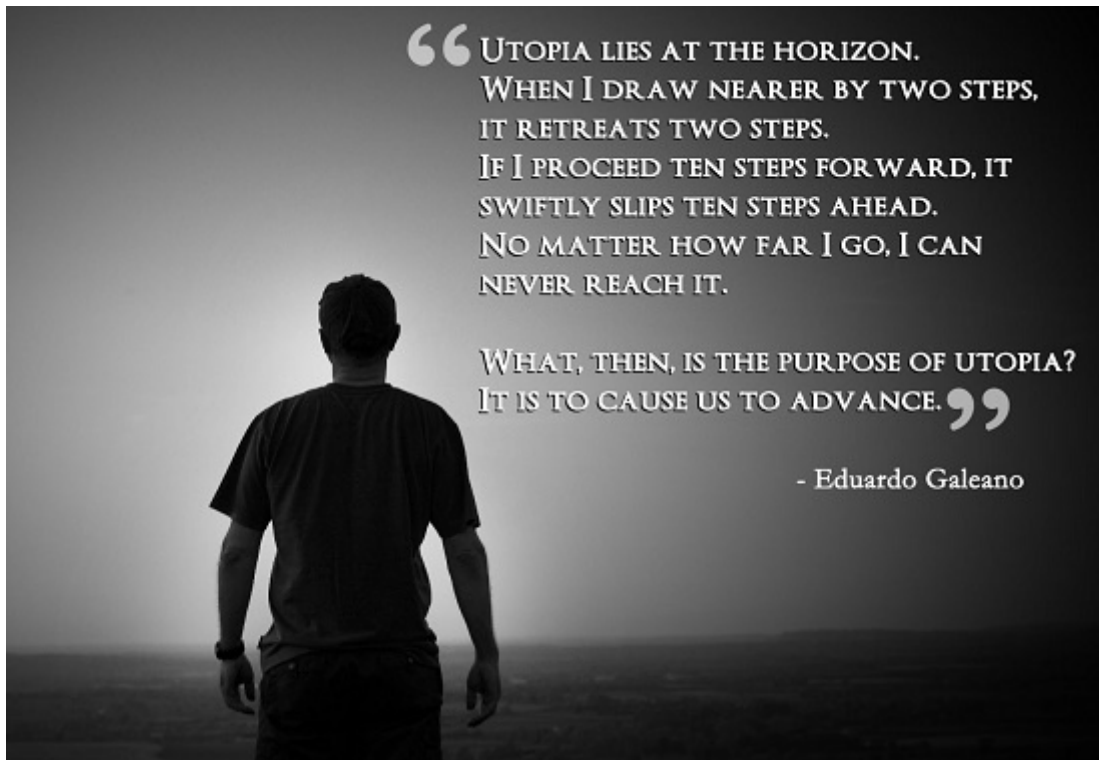 “ Utopia lies at the horizon.
When I draw nearer by two steps,
it retreats two steps.
If I proceed ten steps forward, it
swiftly slips ten steps ahead.
No matter how far I go, I can
never reach it.
What, then, is the purpose of utopia?
It is to cause us to advance. ”
- Eduardo Galeano